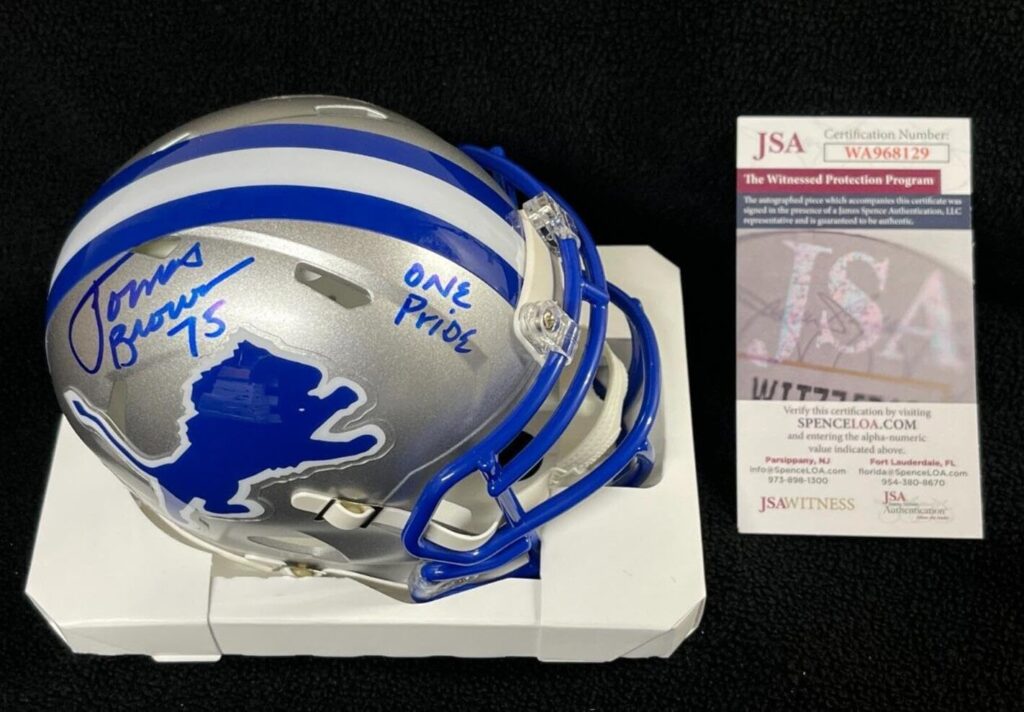 Jomas
Brown
75
ONE
PRIDE
JSA
Certification Number:
WA968129
The Witnessed Protection Program
The autographed piece which accompanies this certificate was
signed in the presence of a James Spence Authentication, LLC
representative and is guaranteed to be authentic.
JSA
Verify this certification by visiting
SPENCELOA.COM
and entering the alpha-numeric
value indicated above.
Parsippany, NJ
info@SpenceLOA.com
973-898-1300
Fort Lauderdale, FL
florida@SpenceLOA.com
954-380-8670
JSAWITNESS
JSA
Authentication